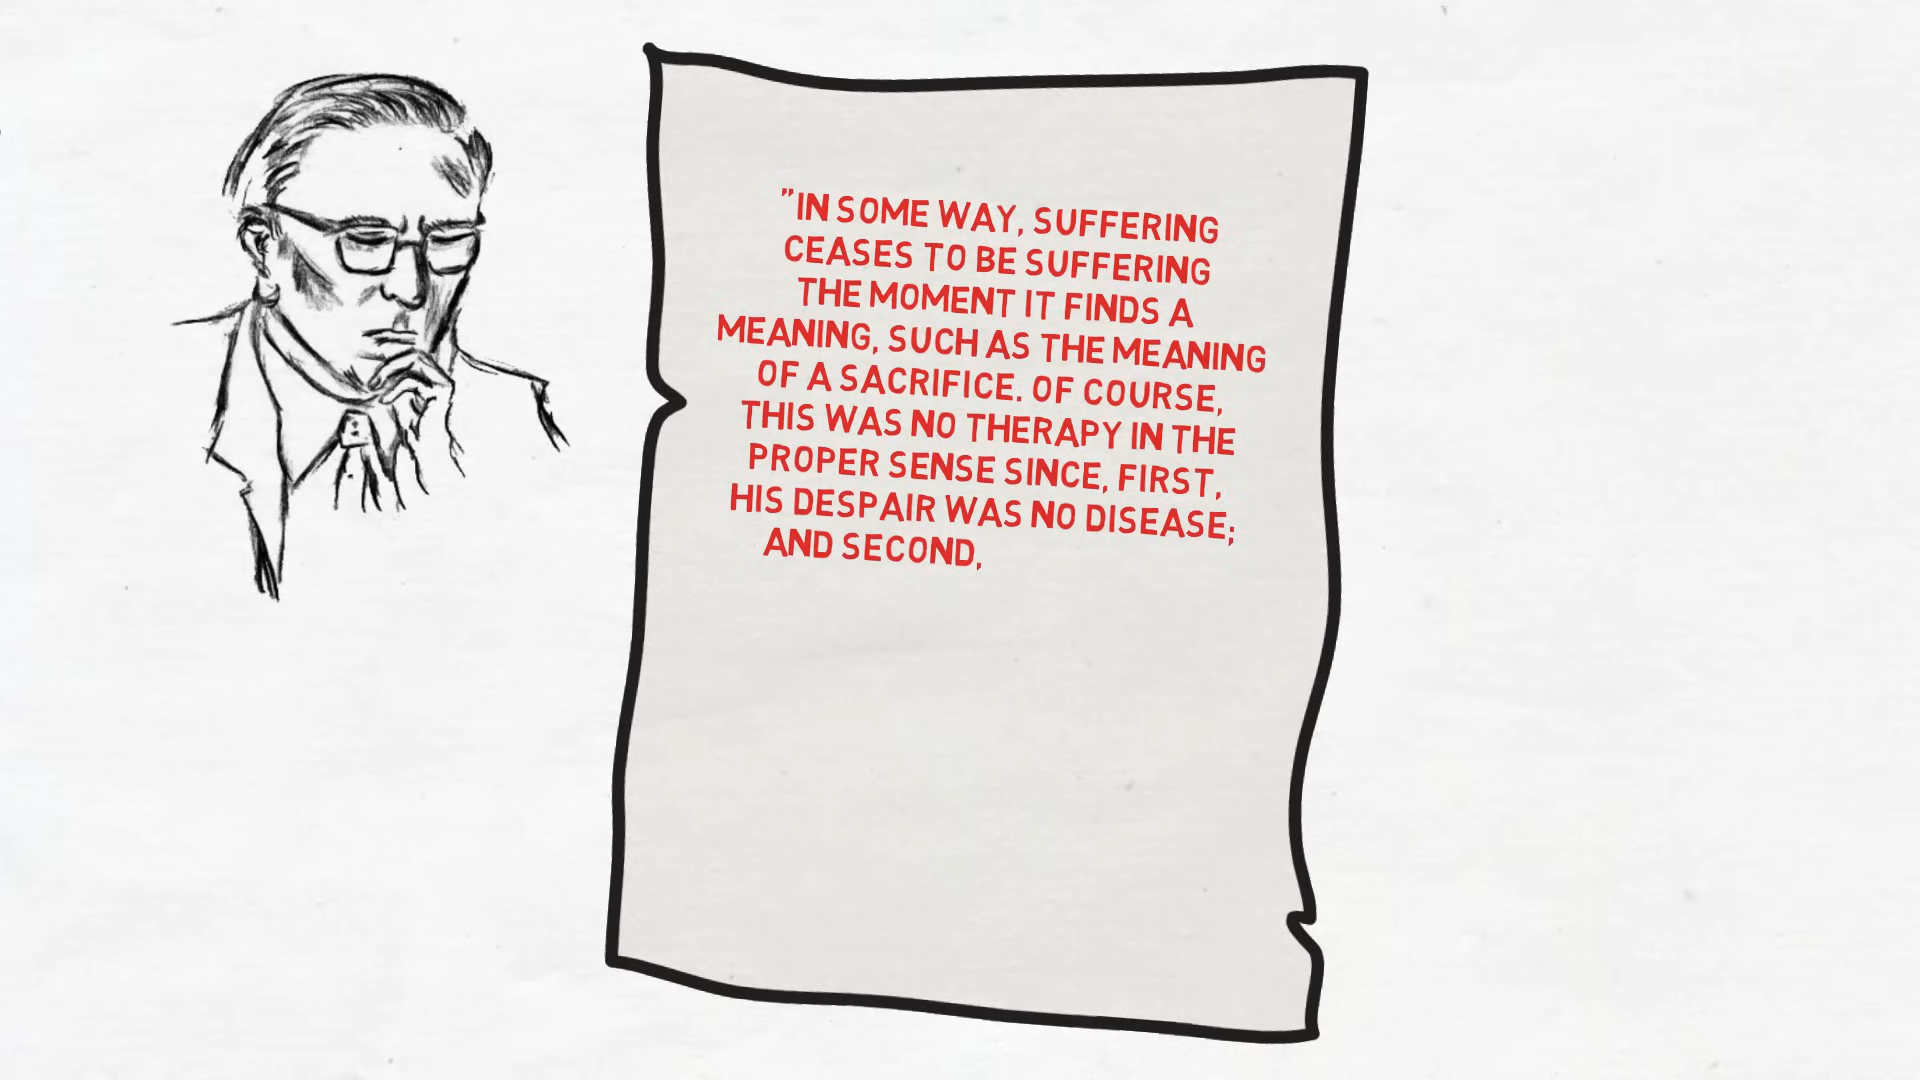 "IN SOME WAY, SUFFERING
CEASES TO BE SUFFERING
THE MOMENT IT FINDS A
MEANING, SUCH AS THE MEANING
OF A SACRIFICE. OF COURSE,
THIS WAS NO THERAPY IN THE
PROPER SENSE SINCE, FIRST,
HIS DESPAIR WAS NO DISEASE;
AND SECOND,